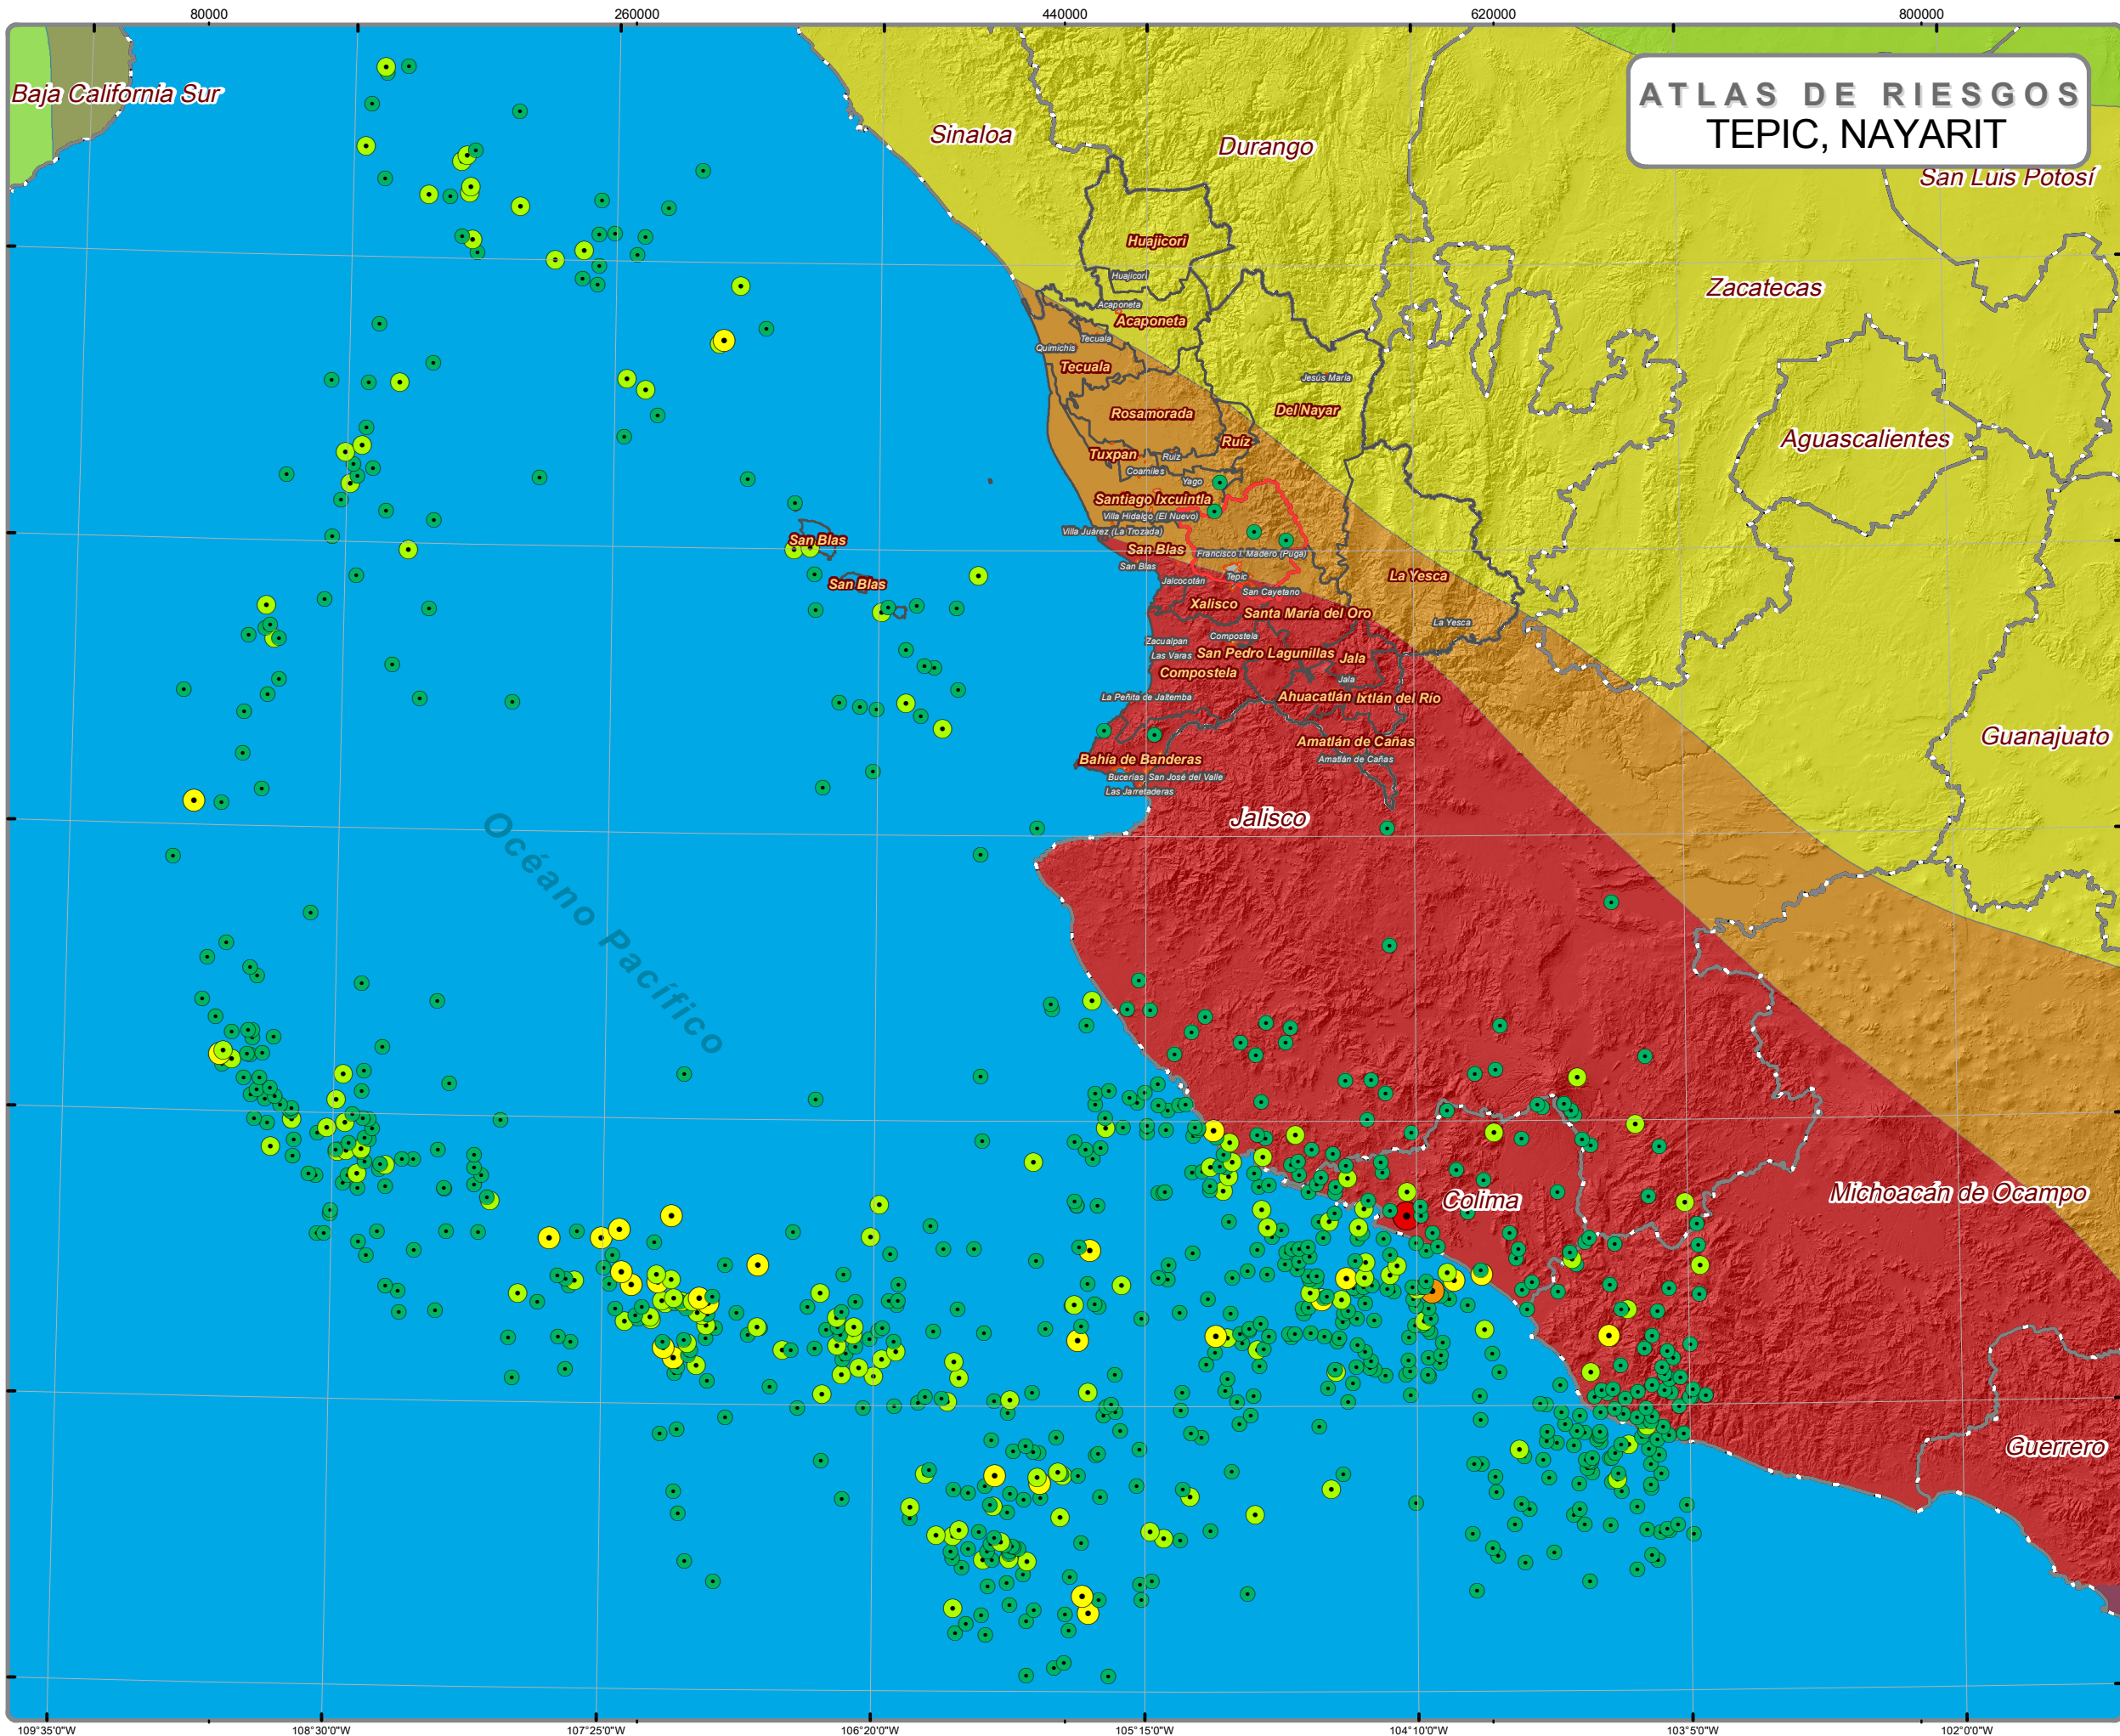 80000
260000
440000
620000
800000
Baja California Sur
ATLAS DE RIESGOS
TEPIC, NAYARIT
Sinaloa
Durango
San Luis Potosí
Huajicori
Huajicori
Zacatecas
Acaponeta
Acaponeta
Tecuala
Quimichis
Tecuala
Jesús María
Rosamorada
Del Nayar
Ruíz
Aguascalientes
Tuxpan
Ruiz
Coamiles
Yago
Santiago Ixcuintla
Villa Hidalgo (El Nuevo)
Villa Juárez (La Trozada)
San Blas
San Blas
Francisco I. Madero (Puga)
San Blas
Tepic
La Yesca
San Blas
Jalcocotán
San Cayetano
Xalisco
Santa María del Oro
La Yesca
Compostela
Zacualpan
Las Varas
San Pedro Lagunillas
Jala
Compostela
Jala
La Peñita de Jaltemba
Ahuacatlán
Ixtlán del Río
Guanajuato
Amatlán de Cañas
Amatlán de Cañas
Bahía de Banderas
Bucerías
San José del Valle
Las Jarretaderas
Jalisco
Océano Pacífico
Colima
Michoacán de Ocampo
Guerrero
109°35'0"W
108°30'0"W
107°25'0"W
106°20'0"W
105°15'0"W
104°10'0"W
103°5'0"W
102°0'0"W